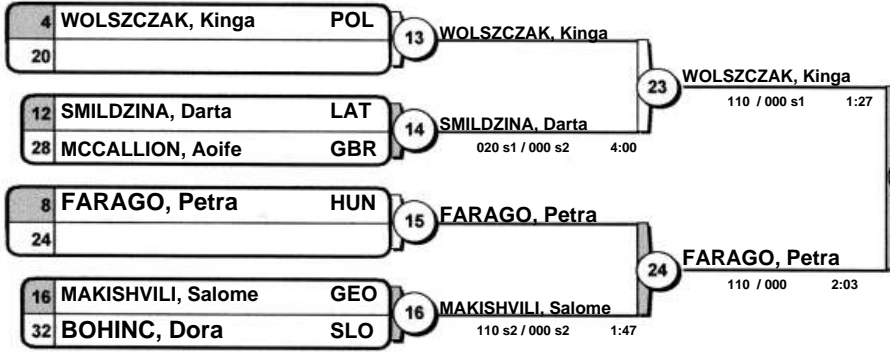 4 WOLSZCZAK, Kinga POL
20
13 WOLSZCZAK, Kinga
12 SMILDZINA, Darta LAT
28 MCCALLION, Aoife GBR
14 SMILDZINA, Darta
020 s1 / 000 s2 4:00
23 WOLSZCZAK, Kinga
110 / 000 s1 1:27
8 FARAGO, Petra HUN
24
15 FARAGO, Petra
16 MAKISHVILI, Salome GEO
32 BOHINC, Dora SLO
16 MAKISHVILI, Salome
110 s2 / 000 s2 1:47
24 FARAGO, Petra
110 / 000 2:03